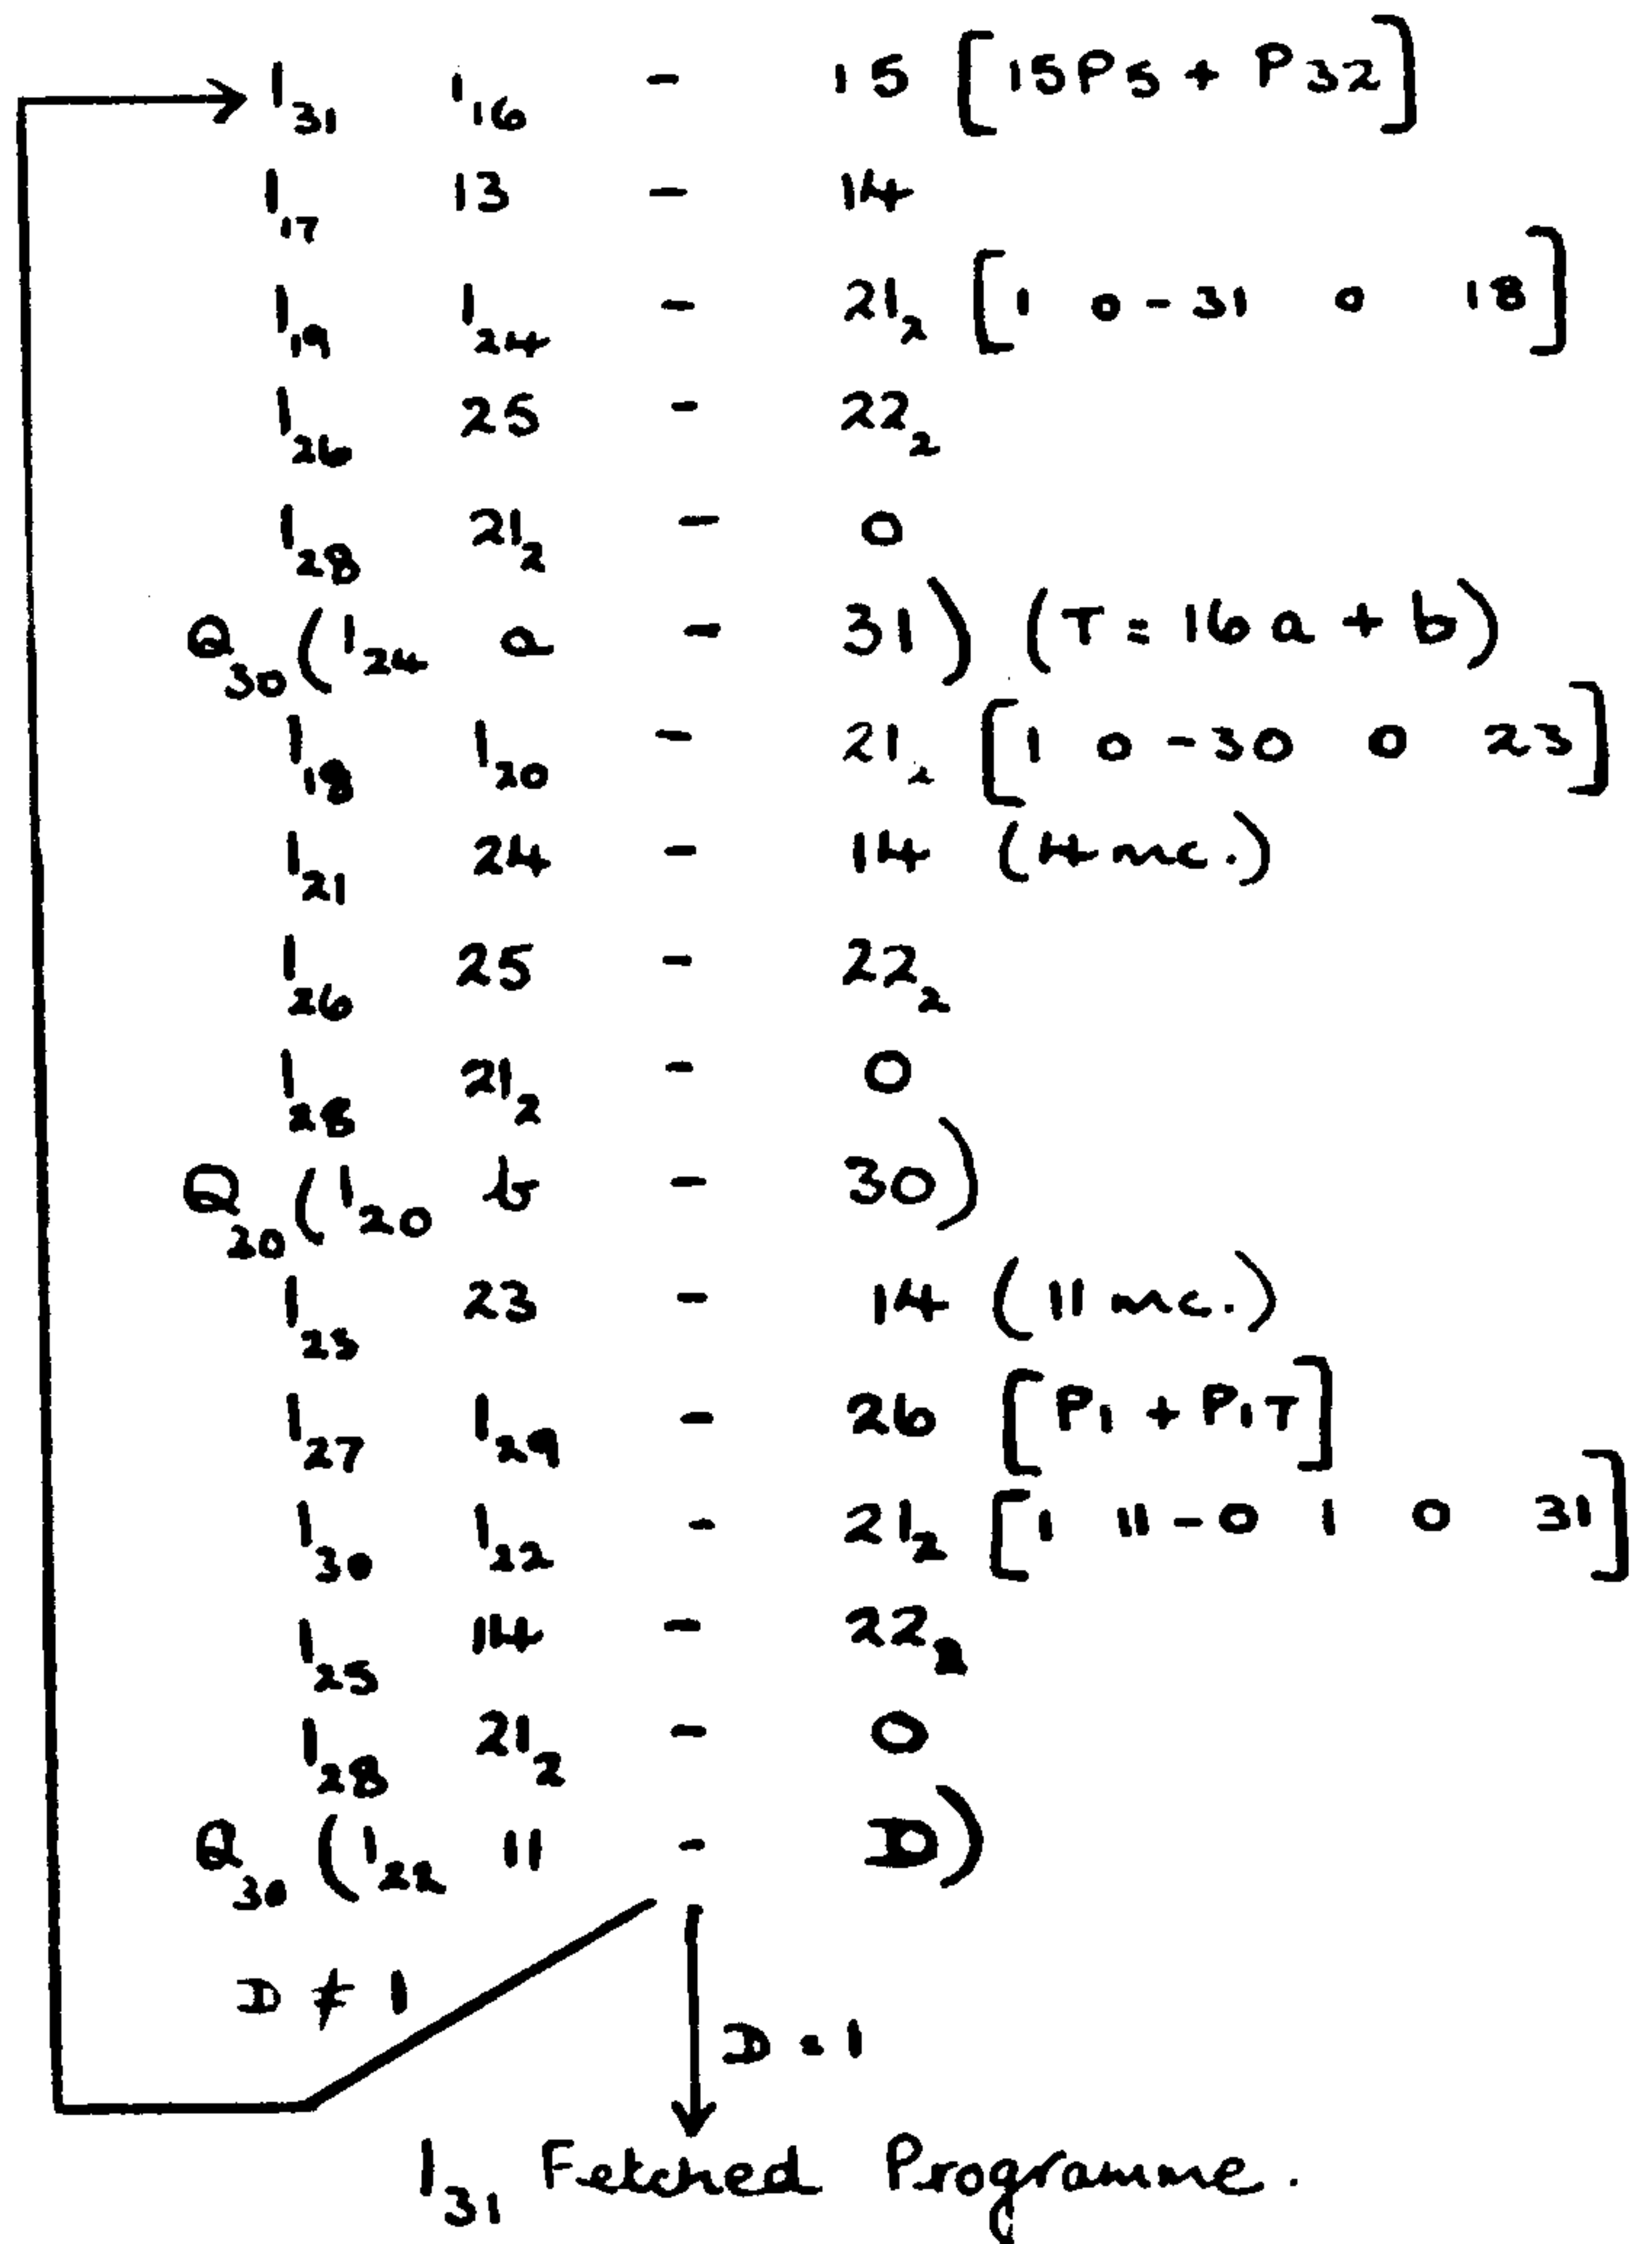 1₃₁ 1₁₆ - 15 [15P5 + P32]
1₁₇ 13 - 14
1₁₉ 1₂₄ - 21₂ [1 0 - 31 0 18]
1₂₆ 25 - 22₂
1₂₈ 21₂ - 0
Q₃₀ (1₂₄ a - 31) (T = 16a + b)
1₁₈ 1₂₀ - 21₂ [1 0 - 30 0 23]
1₂₁ 24 - 14 (4 mc.)
1₂₆ 25 - 22₂
1₂₈ 21₂ - 0
Q₂₀ (1₂₀ b - 30)
1₂₃ 23 - 14 (11 mc.)
1₂₇ 1₂₉ - 26 [P1 + P17]
1₃₀ 1₂₂ - 21₂ [1 11 - 0 1 0 31]
1₂₅ 14 - 22₂
1₂₈ 21₂ - 0
Q₃₀ (1₂₂ 11 - D)
D ≠ 1
D = 1
1₃₁ Fetched Programme.